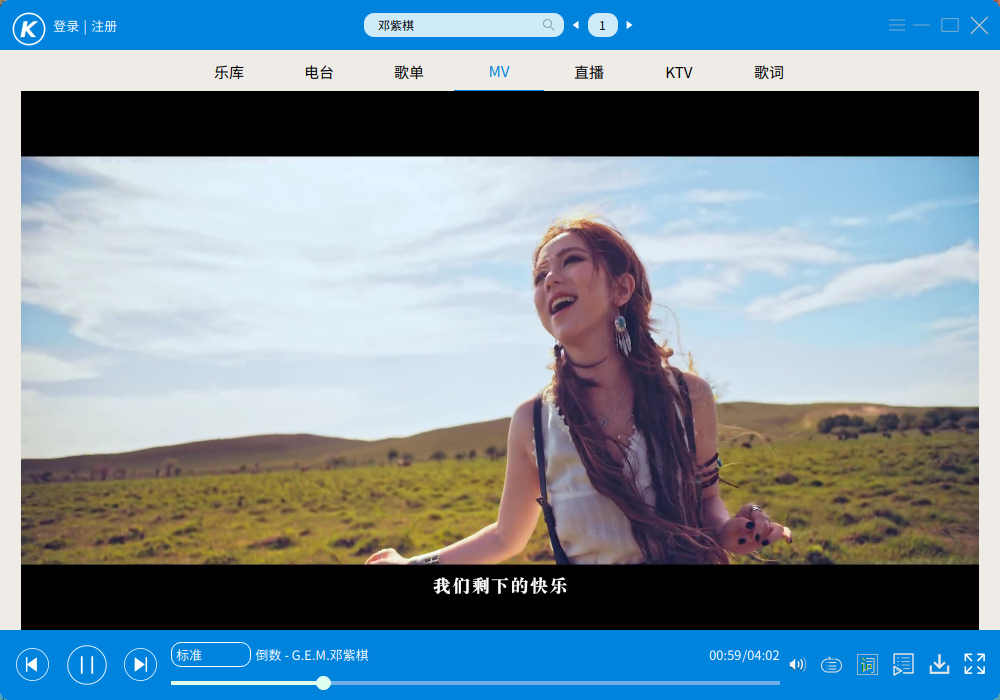 K 登录 | 注册 邓紫棋 1
乐库 电台 歌单 MV 直播 KTV 歌词
我们剩下的快乐
标准 倒数 - G.E.M.邓紫棋 00:59/04:02 词